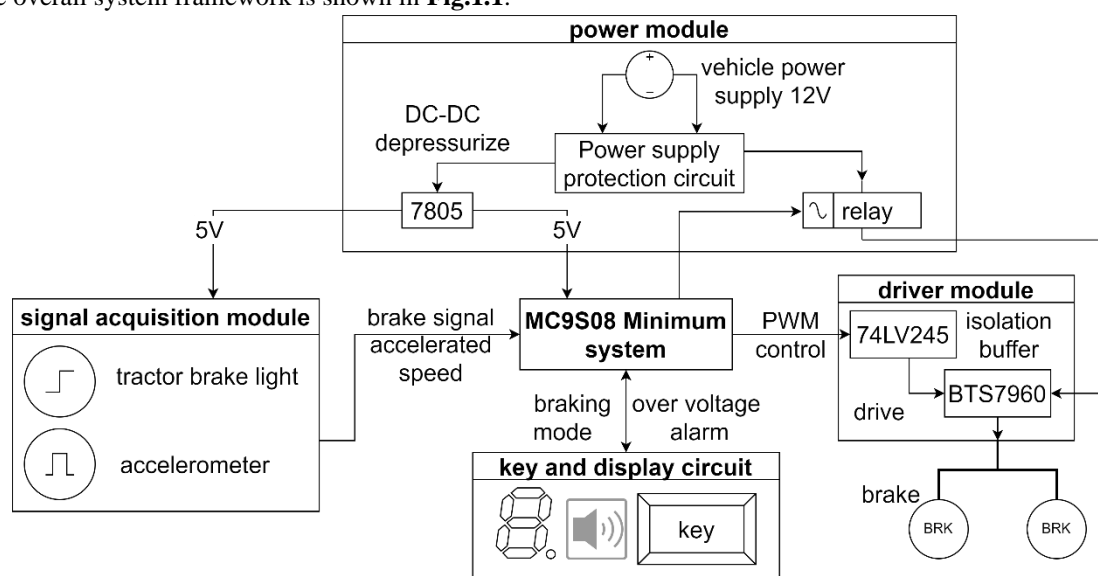 e overall system framework is shown in Fig.1.1.
power module
+
−
vehicle power
supply 12V
DC-DC
depressurize
Power supply
protection circuit
7805
relay
5V
5V
signal acquisition module
tractor brake light
accelerometer
brake signal
accelerated
speed
MC9S08 Minimum
system
PWM
control
driver module
74LV245
isolation
buffer
BTS7960
drive
braking
mode
over voltage
alarm
key and display circuit
8.
key
brake
BRK
BRK